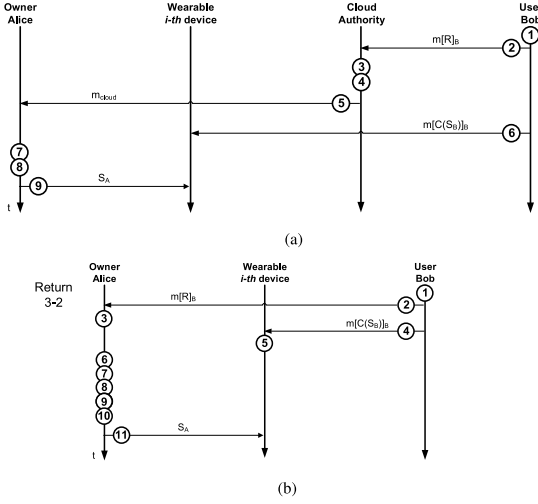 Owner Alice
Wearable i-th device
Cloud Authority
User Bob
1
m[R]B
2
3
4
mcloud
5
m[C(SB)]B
6
7
8
9
SA
t
(a)
Return 3-2
Owner Alice
Wearable i-th device
User Bob
1
m[R]B
2
3
m[C(SB)]B
4
5
6
7
8
9
10
11
SA
t
(b)